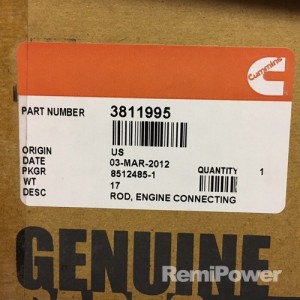 Cummins
PART NUMBER 3811995
ORIGIN US
DATE 03-MAR-2012
PKGR 8512485-1 QUANTITY 1
WT 17
DESC ROD, ENGINE CONNECTING
GENUINE
RemiPower